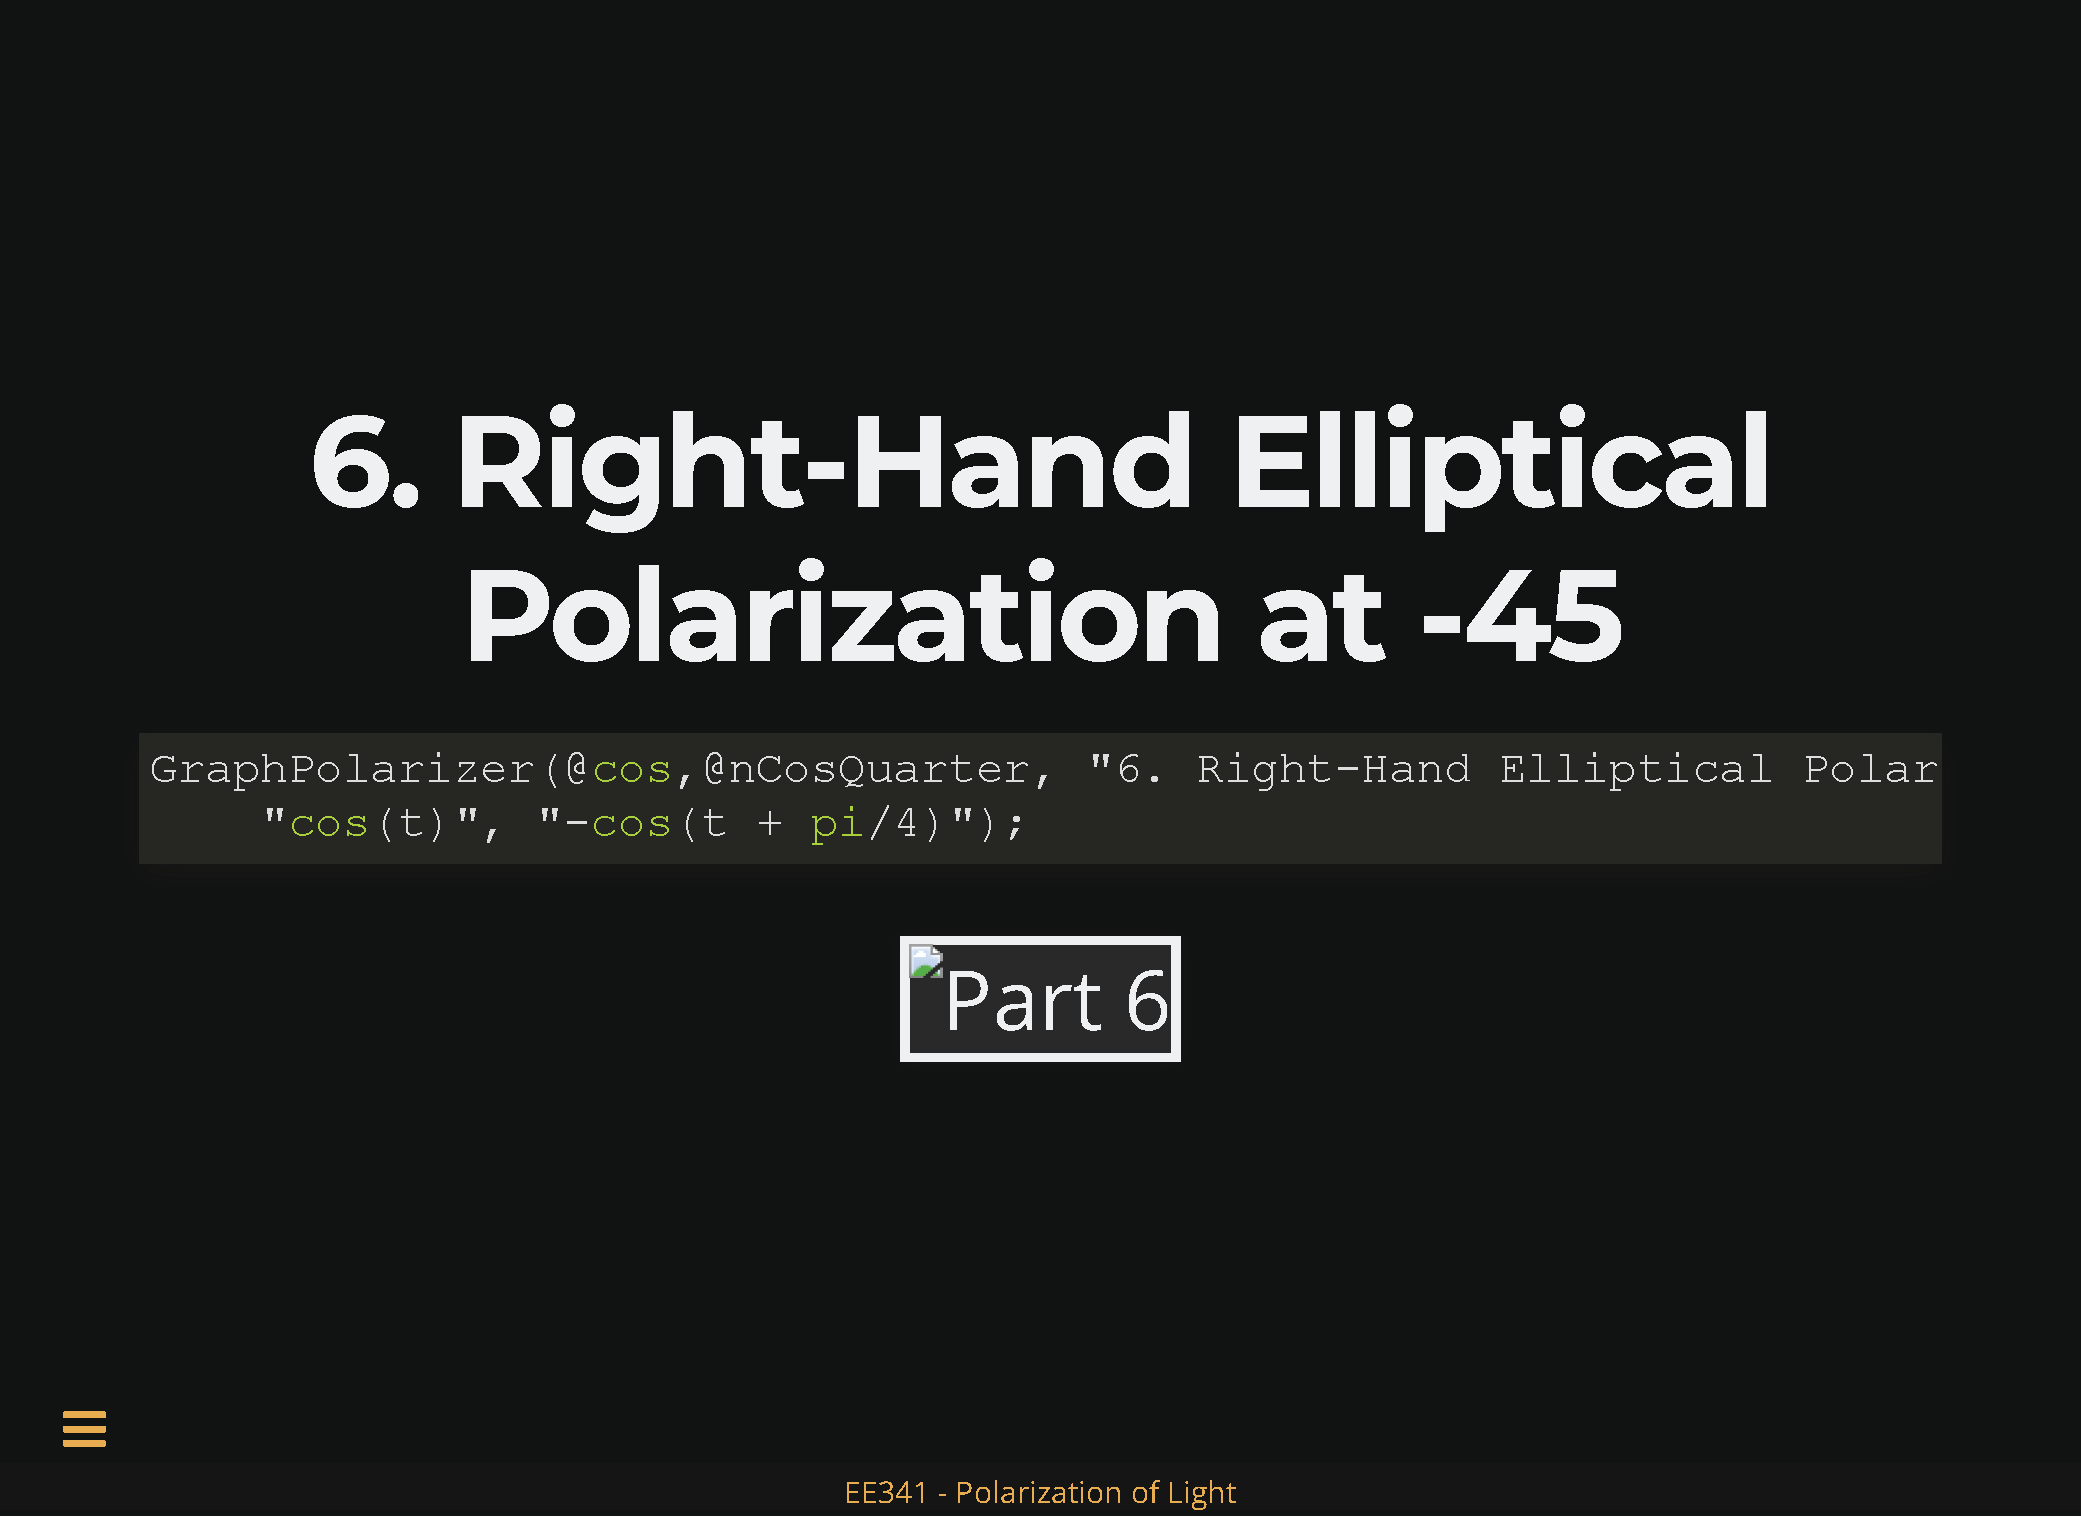 6. Right-Hand Elliptical
Polarization at -45
GraphPolarizer(@cos,@nCosQuarter, "6. Right-Hand Elliptical Polar
"cos(t)", "-cos(t + pi/4)");
Part 6
EE341 - Polarization of Light